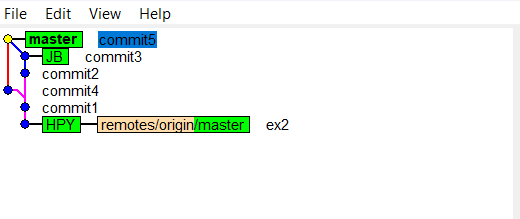 File Edit View Help
master commit5
JB commit3
commit2
commit4
commit1
HPY remotes/origin/master ex2